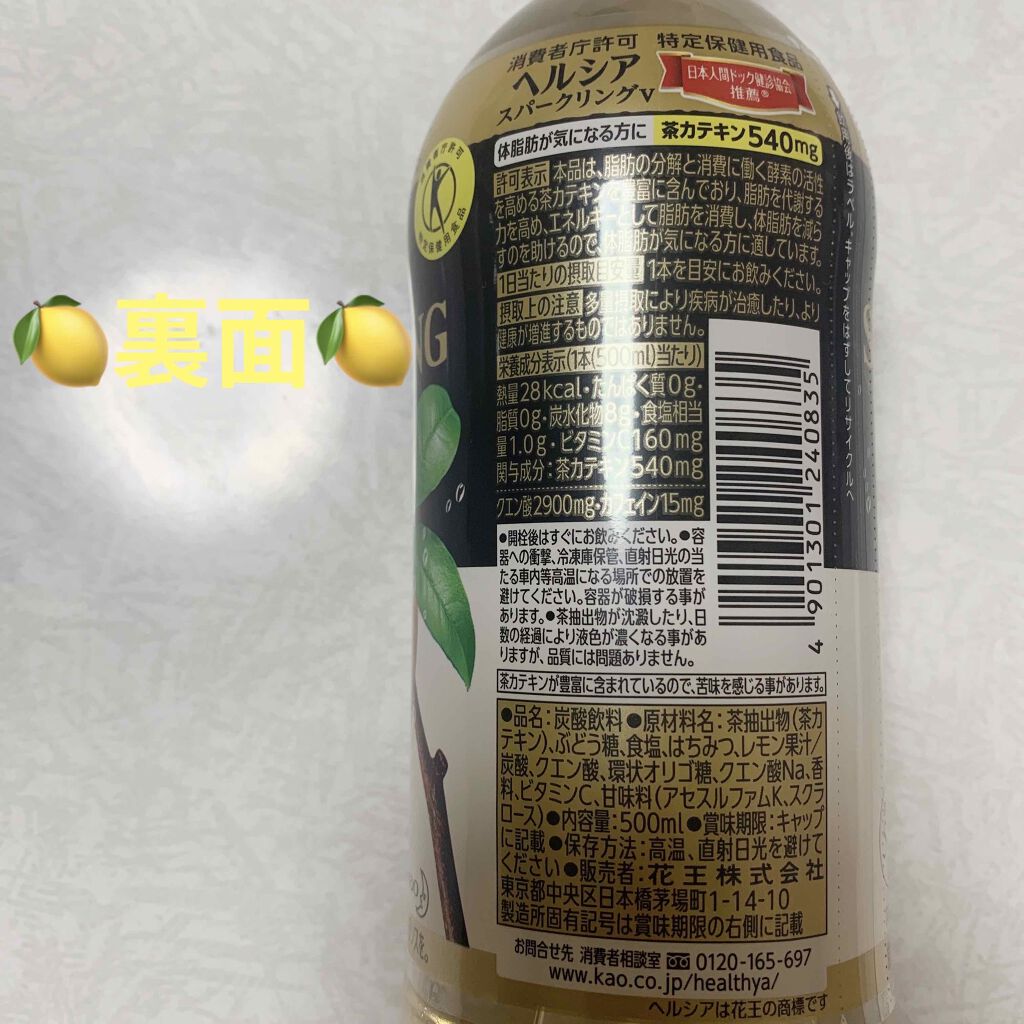 🍋裏面🍋
消費者庁許可 特定保健用食品
ヘルシア
スパークリングV
日本人間ドック健診協会
推薦®
体脂肪が気になる方に 茶カテキン540mg
許可表示 本品は、脂肪の分解と消費に働く酵素の活性
を高める茶カテキンを豊富に含んでおり、脂肪を代謝する
力を高め、エネルギーとして脂肪を消費し、体脂肪を減ら
すのを助けるので、体脂肪が気になる方に適しています。
1日当たりの摂取目安量 1本を目安にお飲みください。
摂取上の注意 多量摂取により疾病が治癒したり、より
健康が増進するものではありません。
栄養成分表示(1本(500ml)当たり)
熱量28kcal・たんぱく質0g・
脂質0g・炭水化物8g・食塩相当
量1.0g・ビタミンC160mg
関与成分:茶カテキン540mg
クエン酸2900mg・カフェイン15mg
●開栓後はすぐにお飲みください。●容
器への衝撃、冷凍庫保管、直射日光の当
たる車内等高温になる場所での放置を
避けてください。容器が破損する事が
あります。●茶抽出物が沈澱したり、日
数の経過により液色が濃くなる事があ
りますが、品質には問題ありません。
4 901301 240835
茶カテキンが豊富に含まれているので、苦味を感じる事があります。
●品名:炭酸飲料●原材料名:茶抽出物(茶カ
テキン)、ぶどう糖、食塩、はちみつ、レモン果汁/
炭酸、クエン酸、環状オリゴ糖、クエン酸Na、香
料、ビタミンC、甘味料(アセスルファムK、スクラ
ロース)●内容量:500ml●賞味期限:キャップ
に記載●保存方法:高温、直射日光を避けて
ください●販売者:花王株式会社
東京都中央区日本橋茅場町1-14-10
製造所固有記号は賞味期限の右側に記載
お問合せ先 消費者相談室 0120-165-697
www.kao.co.jp/healthya/
ヘルシアは花王の商標です
ラベル キャップをはずしてリサイクルへ
NG